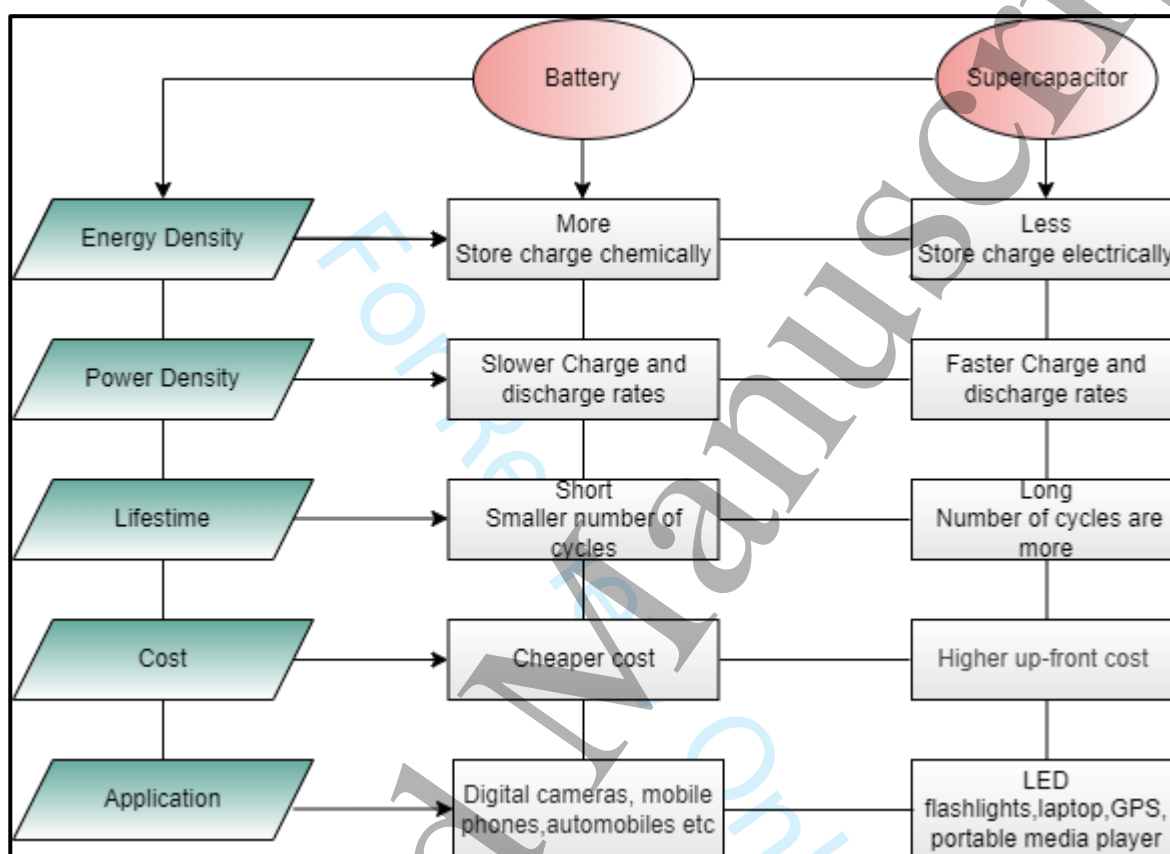 Battery
Supercapacitor
Energy Density
More
Store charge chemically
Less
Store charge electrically
Power Density
Slower Charge and
discharge rates
Faster Charge and
discharge rates
Lifestime
Short
Smaller number of
cycles
Long
Number of cycles are
more
Cost
Cheaper cost
Higher up-front cost
Application
Digital cameras, mobile
phones,automobiles etc
LED
flashlights,laptop,GPS,
portable media player
For Re